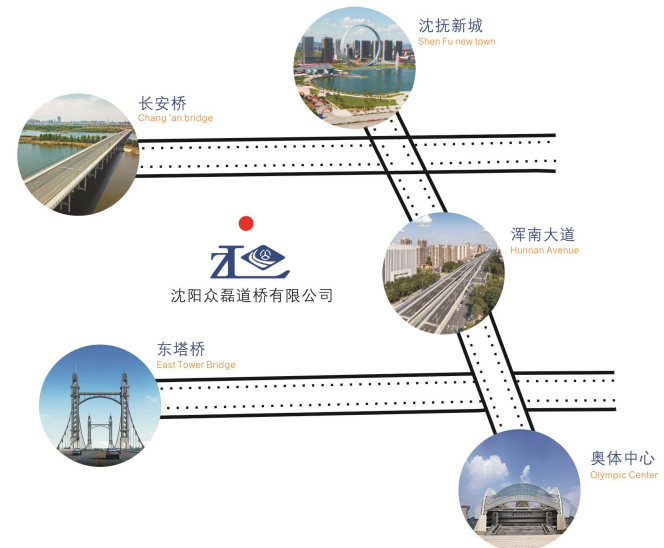 沈抚新城
Shen Fu new town
长安桥
Chang 'an bridge
浑南大道
Hunnan Avenue
沈阳众磊道桥有限公司
东塔桥
East Tower Bridge
奥体中心
Olympic Center